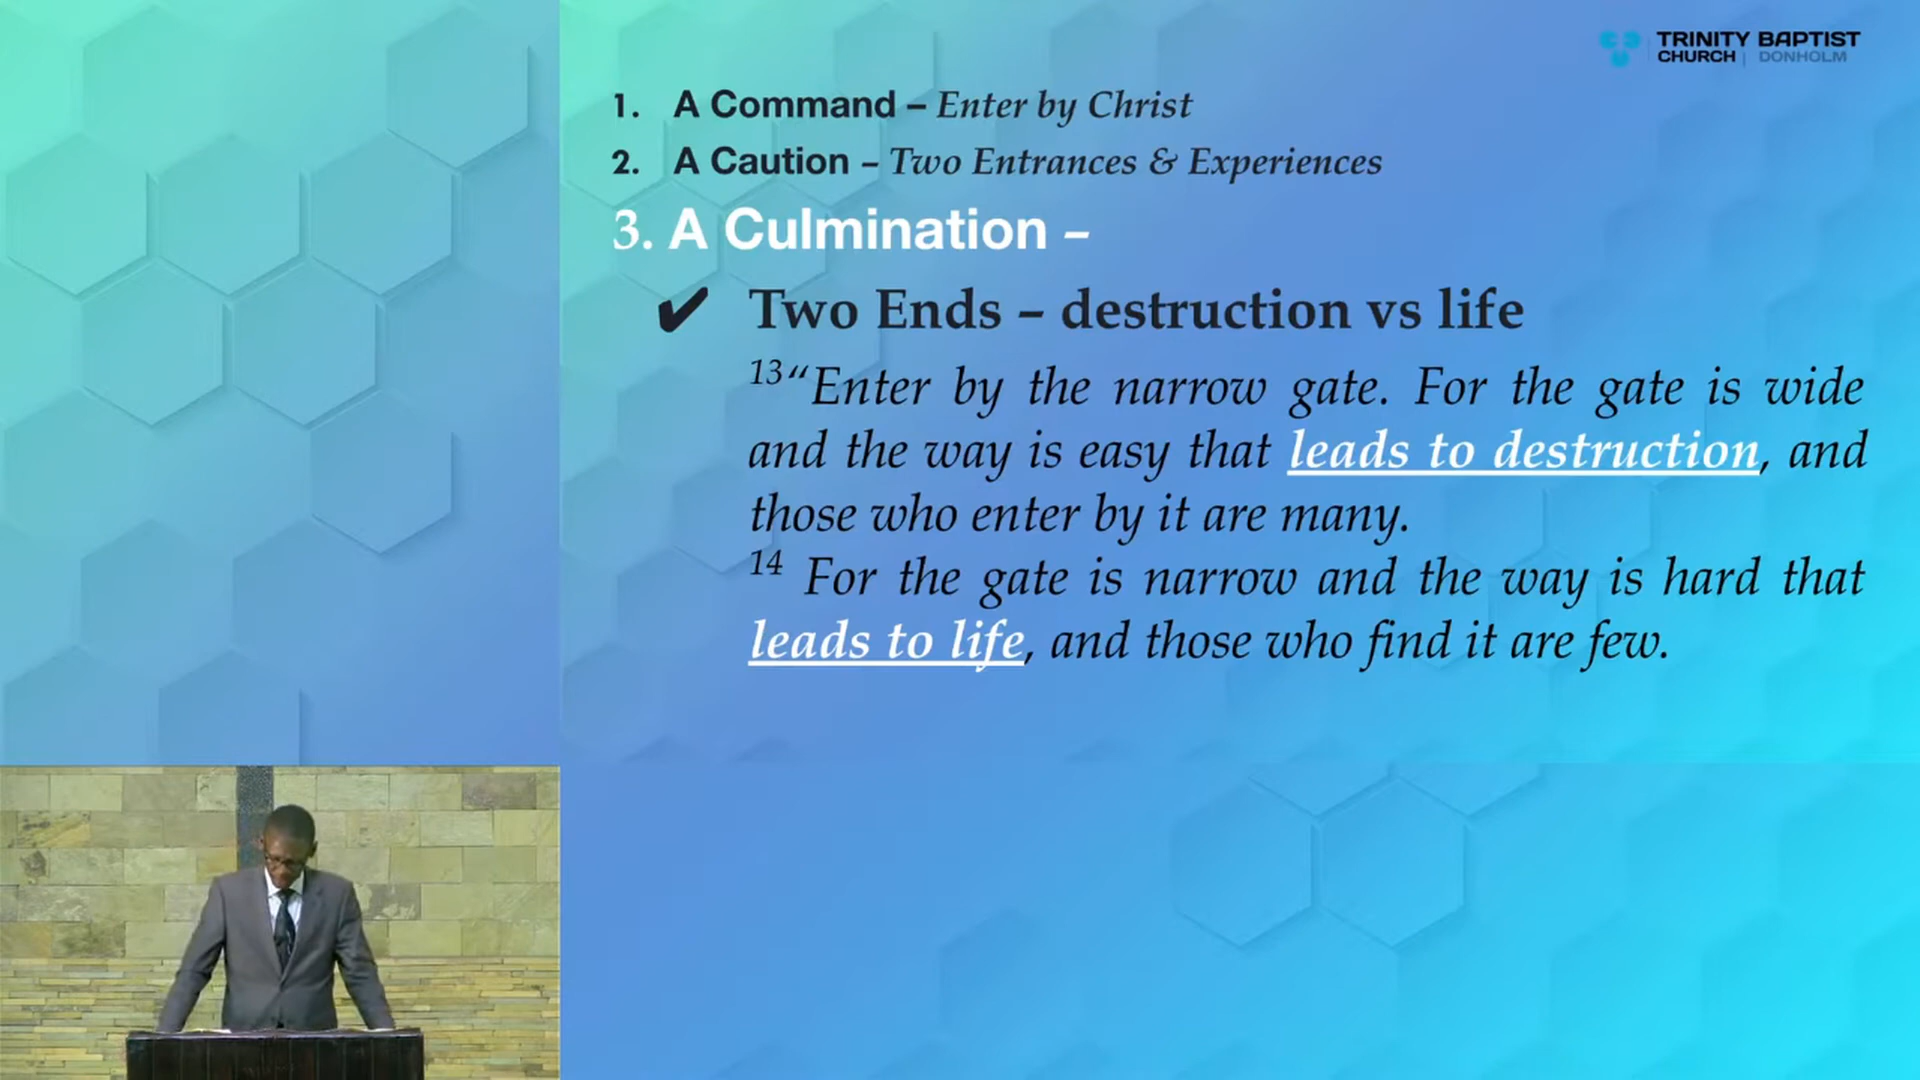 TRINITY BAPTIST
CHURCH | DONHOLM
1. A Command – Enter by Christ
2. A Caution – Two Entrances & Experiences
3. A Culmination –
✔ Two Ends – destruction vs life
13“Enter by the narrow gate. For the gate is wide
and the way is easy that leads to destruction, and
those who enter by it are many.
14 For the gate is narrow and the way is hard that
leads to life, and those who find it are few.